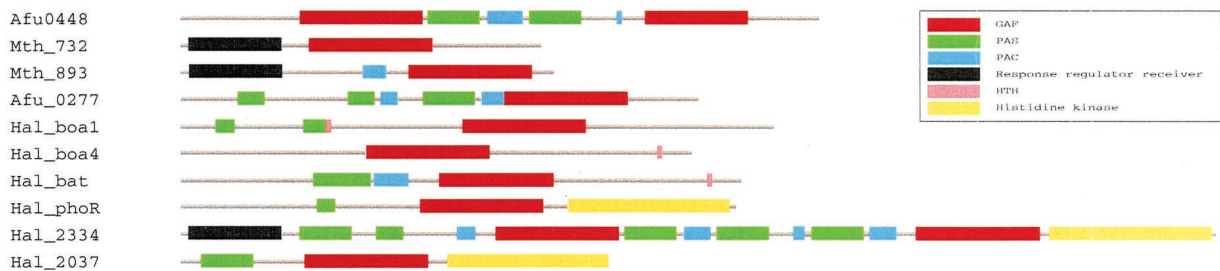 Afu0448
Mth_732
Mth_893
Afu_0277
Hal_boa1
Hal_boa4
Hal_bat
Hal_phoR
Hal_2334
Hal_2037
GAF
PAS
PAC
Response regulator receiver
HTH
Histidine kinase